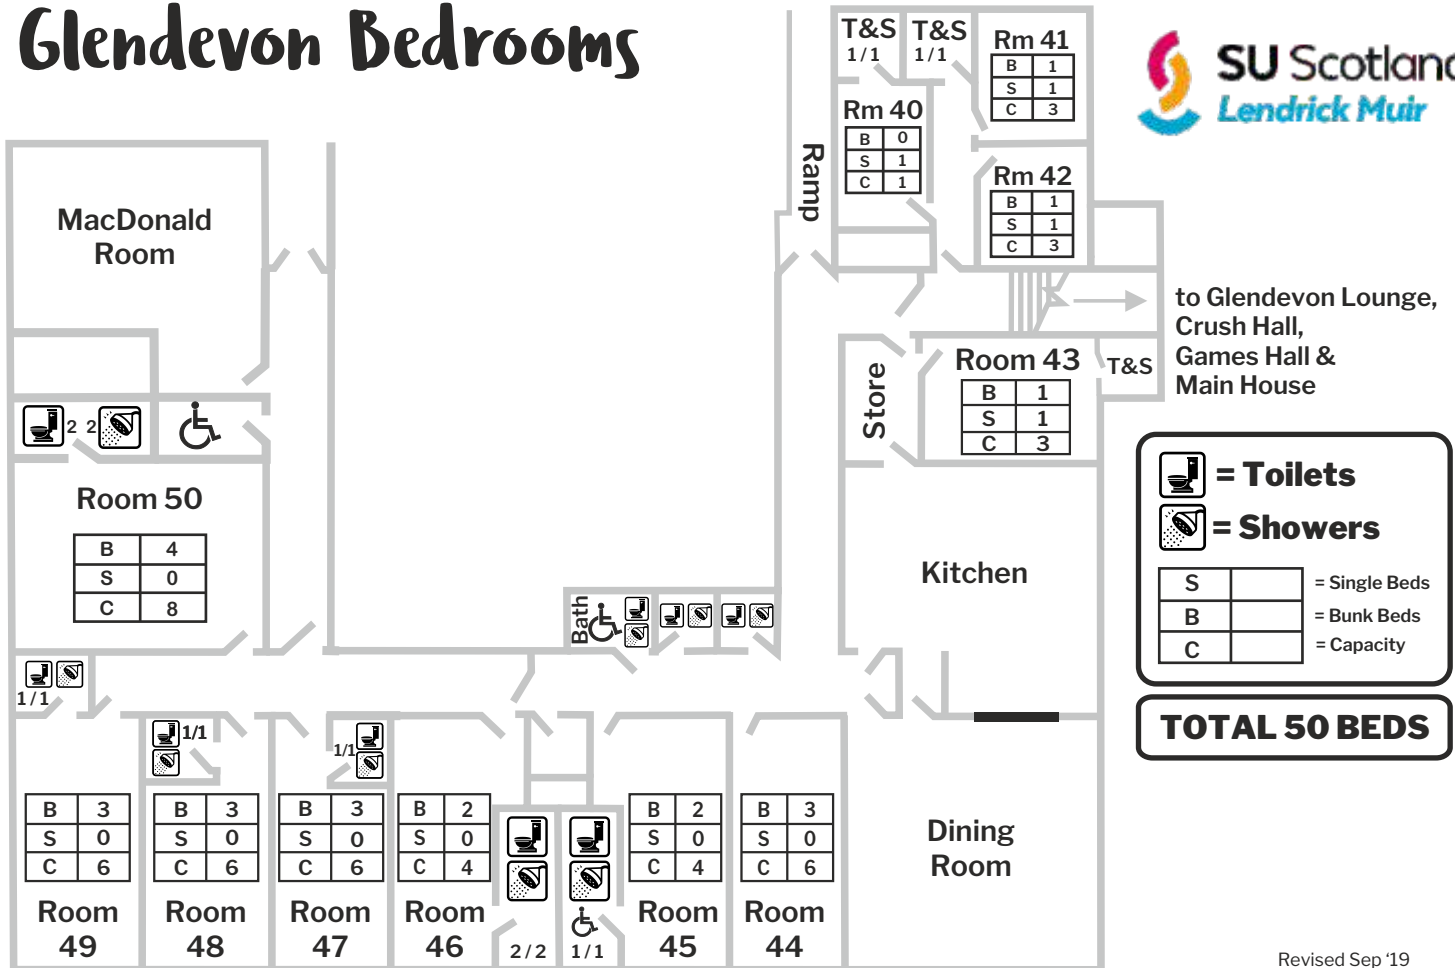 Glendevon Bedrooms
SU Scotland
Lendrick Muir
T&S
1 / 1
T&S
1 / 1
Rm 41
B 1
S 1
C 3
Rm 40
B 0
S 1
C 1
Rm 42
B 1
S 1
C 3
Ramp
MacDonald
Room
to Glendevon Lounge,
Crush Hall,
Games Hall &
Main House
Store
Room 43
B 1
S 1
C 3
T&S
2 2
Room 50
B 4
S 0
C 8
= Toilets
= Showers
S = Single Beds
B = Bunk Beds
C = Capacity
TOTAL 50 BEDS
Kitchen
Bath
1 / 1
1/1
1/1
B 3
S 0
C 6
Room
49
B 3
S 0
C 6
Room
48
B 3
S 0
C 6
Room
47
B 2
S 0
C 4
Room
46
2 / 2
1 / 1
B 2
S 0
C 4
Room
45
B 3
S 0
C 6
Room
44
Dining
Room
Revised Sep ‘19